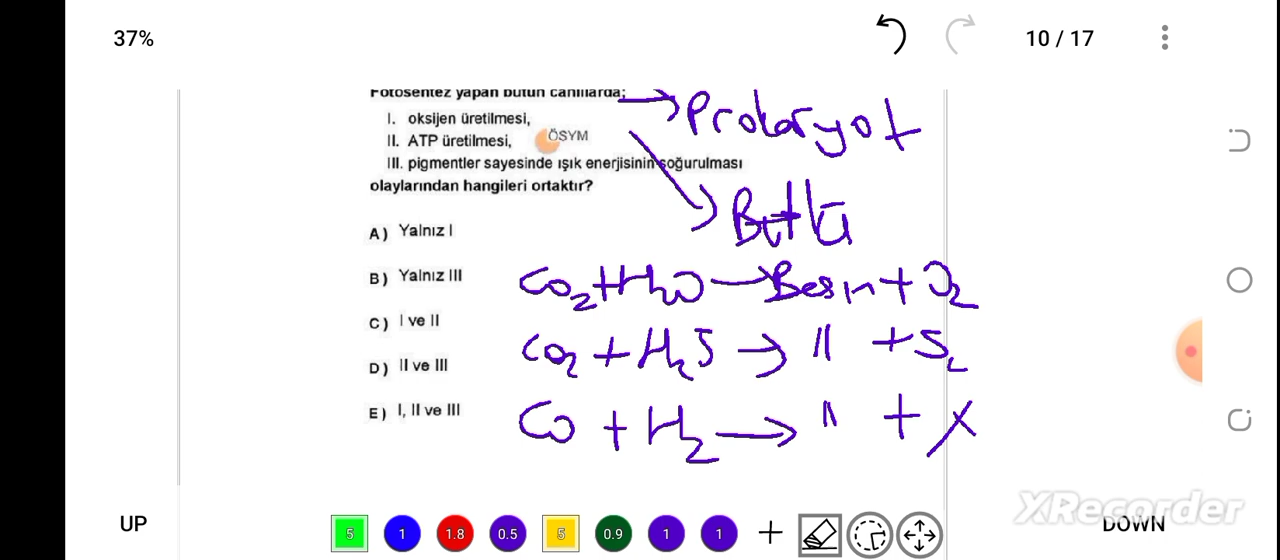 37%
10 / 17
Fotosentez yapan bütün canlılarda;
→ Prokaryot
I. oksijen üretilmesi,
II. ATP üretilmesi,
ÖSYM
III. pigmentler sayesinde ışık enerjisinin soğurulması
olaylarından hangileri ortaktır?
→ Bitki
A) Yalnız I
B) Yalnız III
CO2 + H2O → Besin + O2
C) I ve II
CO2 + H2S → " + S2
D) II ve III
E) I, II ve III
CO + H2 → " + X
XRecorder
UP
5 1 1.8 0.5 5 0.9 1 1 +
DOWN